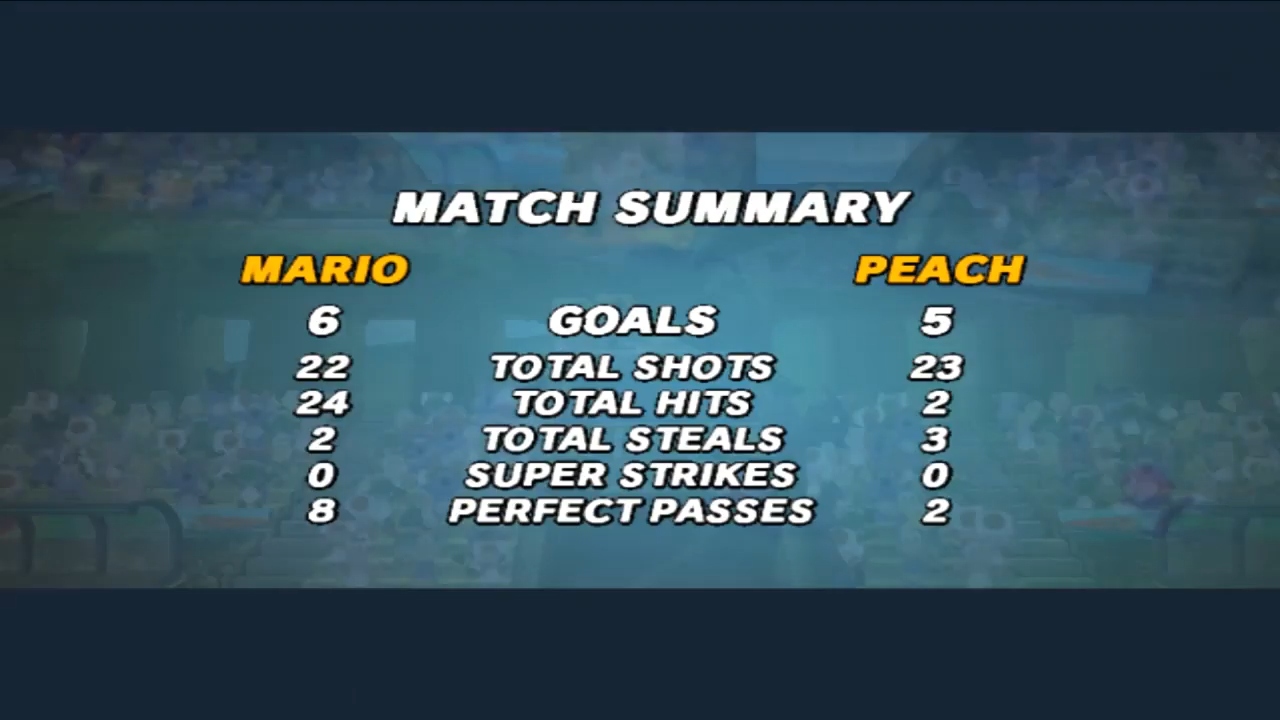 MATCH SUMMARY
MARIO PEACH
6 GOALS 5
22 TOTAL SHOTS 23
24 TOTAL HITS 2
2 TOTAL STEALS 3
0 SUPER STRIKES 0
8 PERFECT PASSES 2